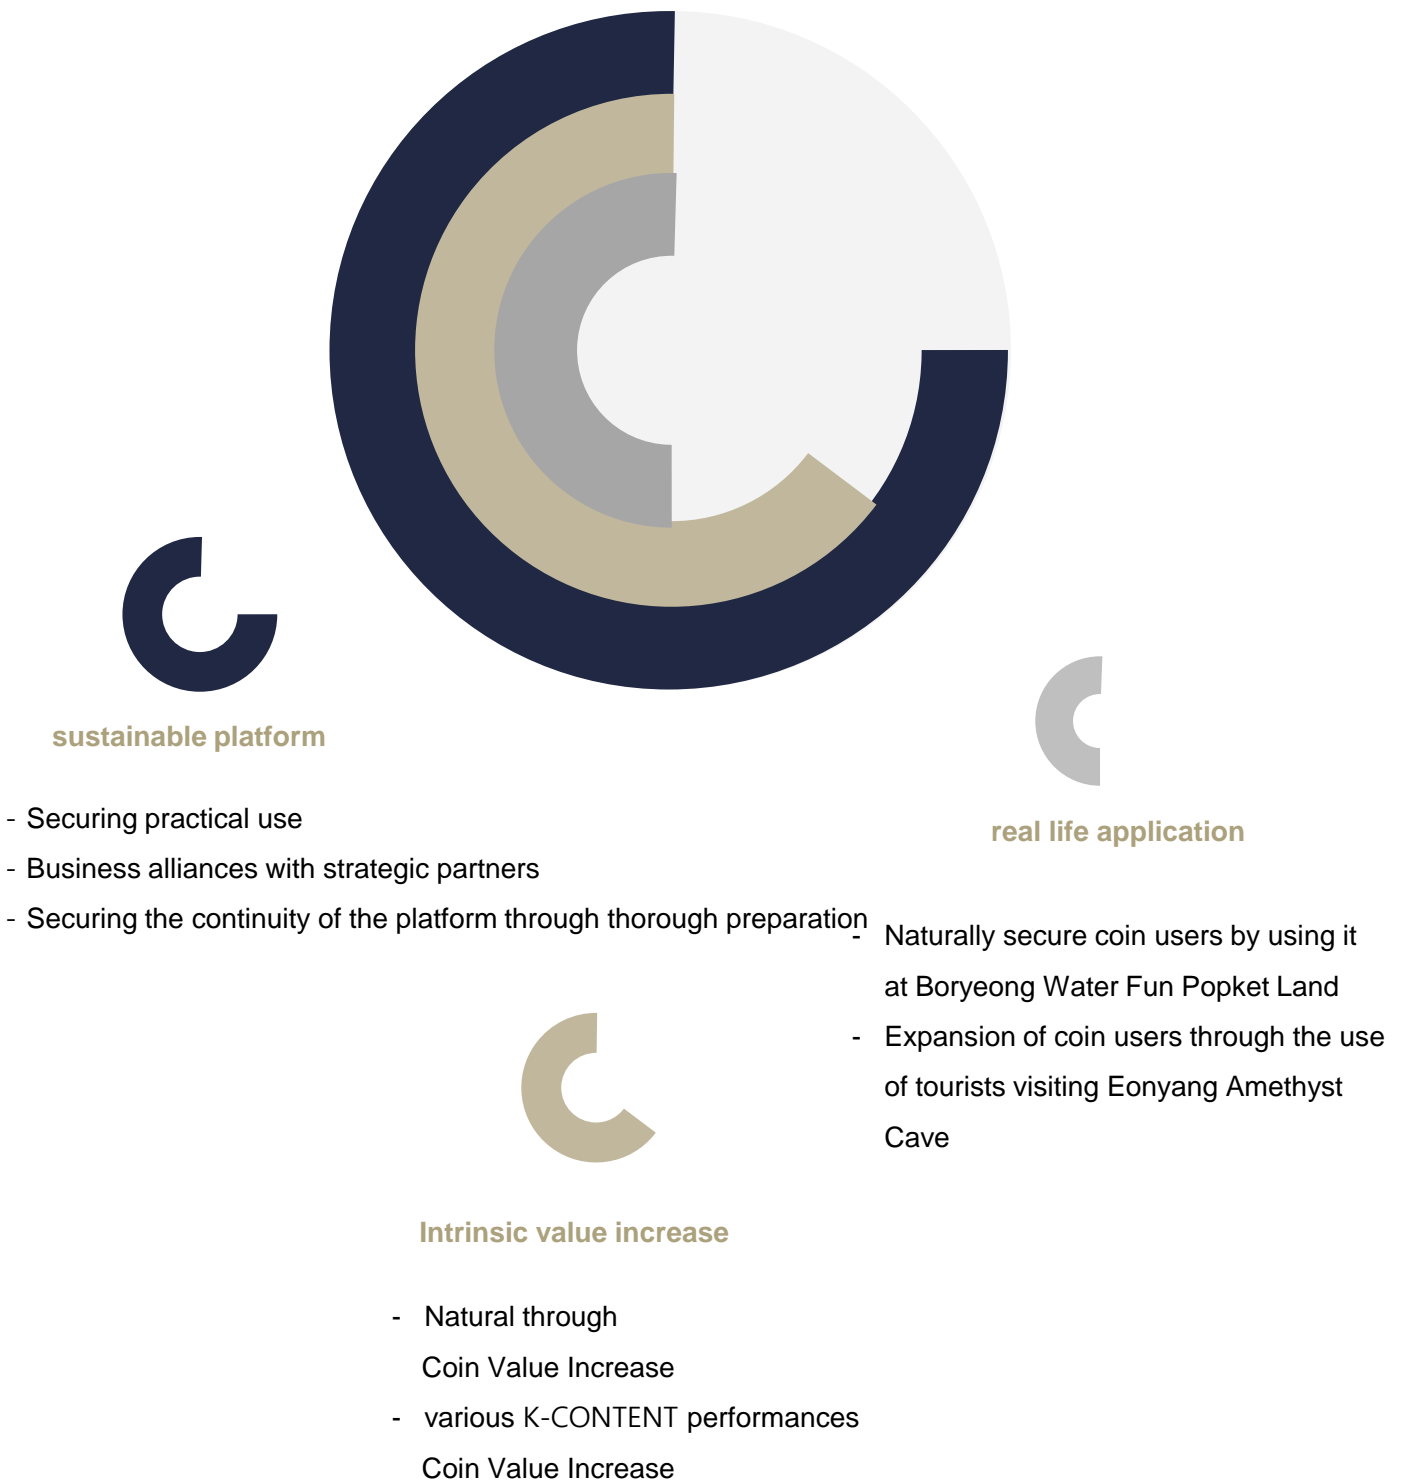 sustainable platform
- Securing practical use
- Business alliances with strategic partners
- Securing the continuity of the platform through thorough preparation
real life application
- Naturally secure coin users by using it
at Boryeong Water Fun Popket Land
- Expansion of coin users through the use
of tourists visiting Eonyang Amethyst
Cave
Intrinsic value increase
- Natural through
Coin Value Increase
- various K-CONTENT performances
Coin Value Increase